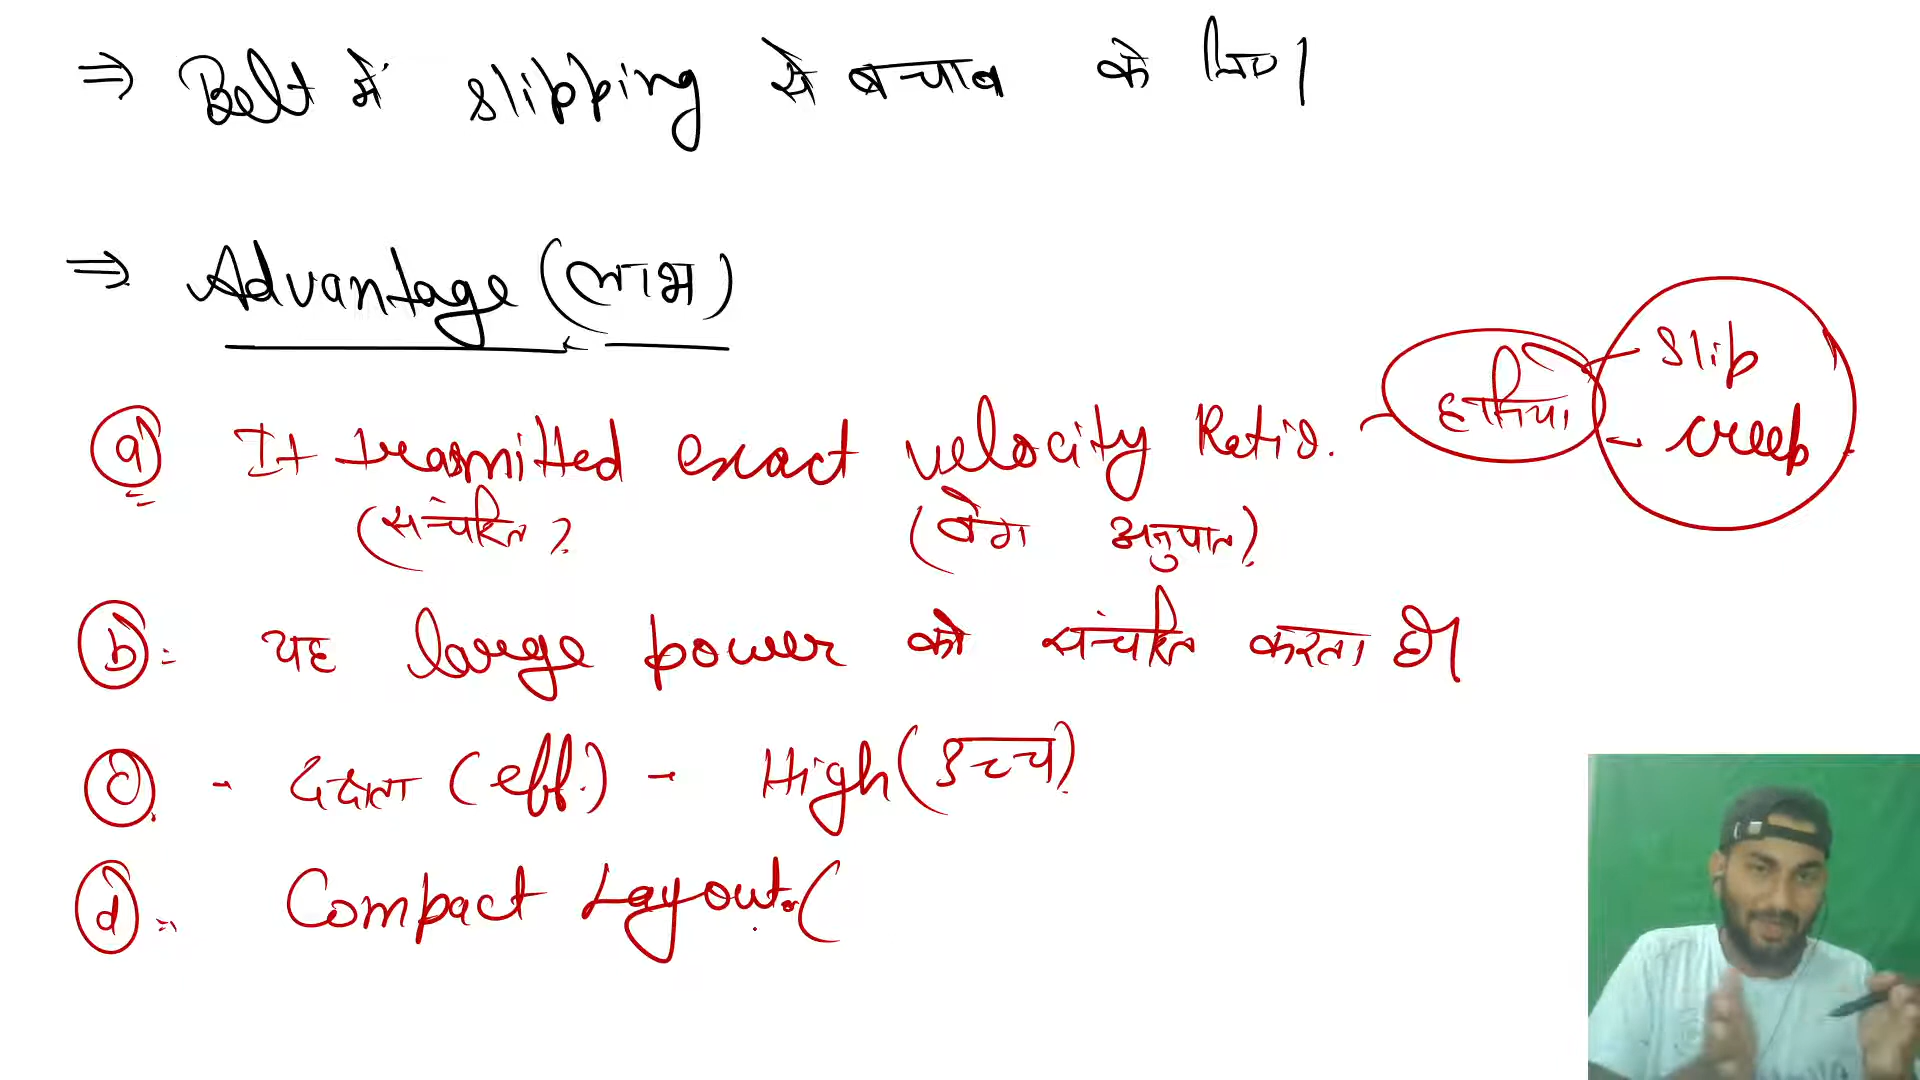 ⇒ Belt में slipping से बचाव के लिए।
⇒ Advantage (लाभ)
ⓐ It trasmitted exact velocity Ratio.
(संचरित)
(वेग अनुपात)
हानियां
- slip
- creep
ⓑ:- यह large power को संचरित करता है।
ⓒ - दक्षता (eff.) - High (उच्च)
ⓓ:- Compact Layout. (